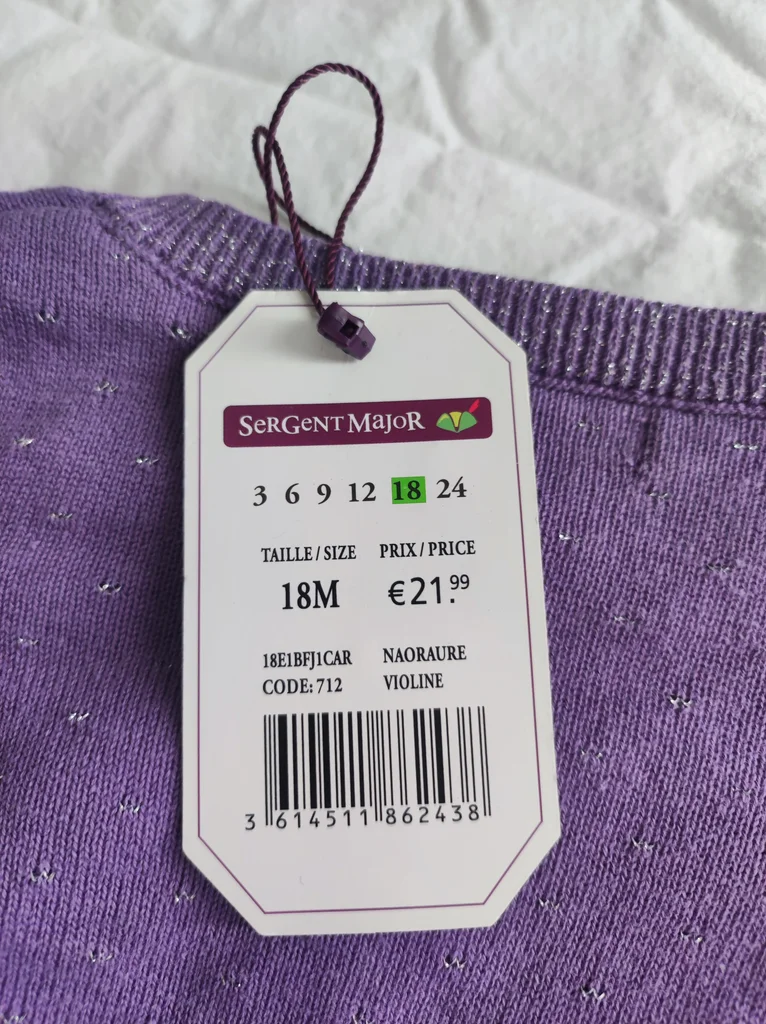 SERGENT MAJOR
3 6 9 12 18 24
TAILLE / SIZE PRIX / PRICE
18M €21.99
18E1BFJ1CAR NAORAURE
CODE: 712 VIOLINE
3 614511 862438